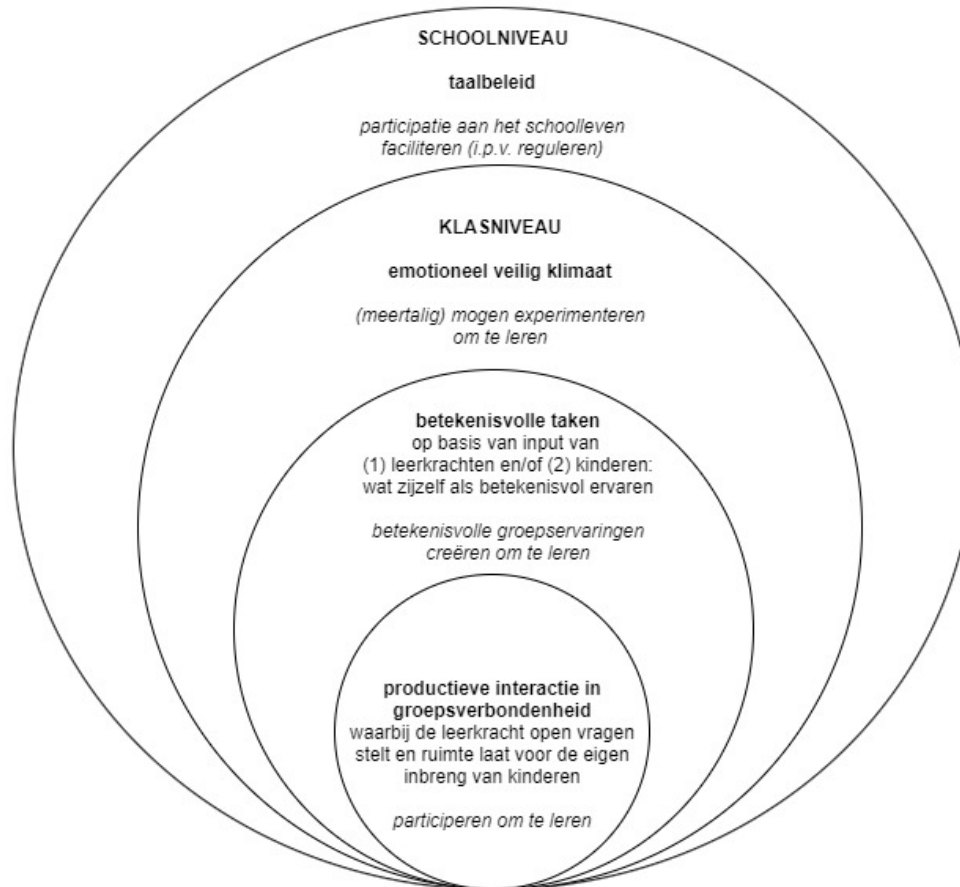 SCHOOLNIVEAU
taalbeleid
participatie aan het schoolleven
faciliteren (i.p.v. reguleren)
KLASNIVEAU
emotioneel veilig klimaat
(meertalig) mogen experimenteren
om te leren
betekenisvolle taken
op basis van input van
(1) leerkrachten en/of (2) kinderen:
wat zijzelf als betekenisvol ervaren
betekenisvolle groepservaringen
creëren om te leren
productieve interactie in
groepsverbondenheid
waarbij de leerkracht open vragen
stelt en ruimte laat voor de eigen
inbreng van kinderen
participeren om te leren